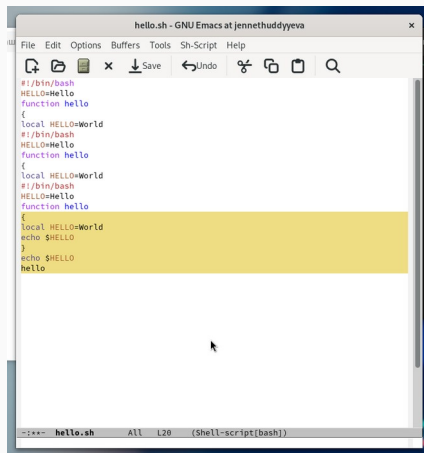 hello.sh - GNU Emacs at jennethuddyyeva
File Edit Options Buffers Tools Sh-Script Help
Save Undo
#!/bin/bash
HELLO=Hello
function hello
{
local HELLO=World
#!/bin/bash
HELLO=Hello
function hello
{
local HELLO=World
#!/bin/bash
HELLO=Hello
function hello
{
local HELLO=World
echo $HELLO
}
echo $HELLO
hello
-:**- hello.sh All L20 (Shell-script[bash])